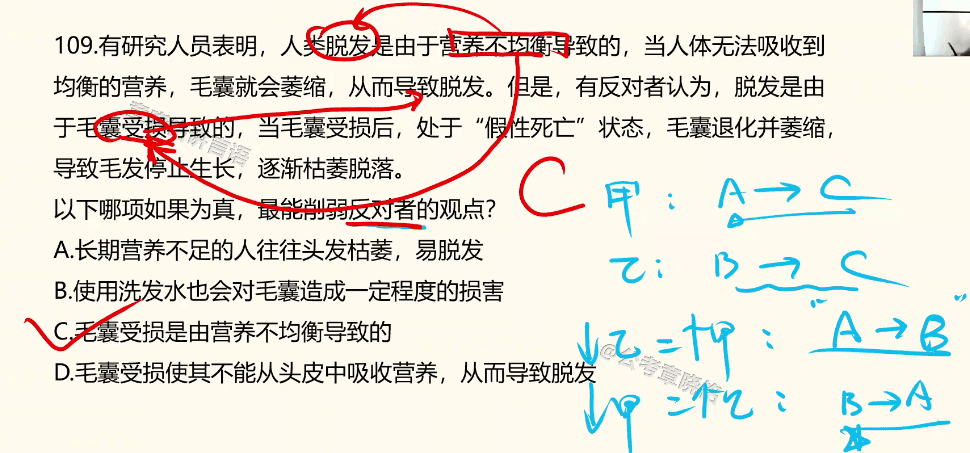 109.有研究人员表明，人类脱发是由于营养不均衡导致的，当人体无法吸收到
均衡的营养，毛囊就会萎缩，从而导致脱发。但是，有反对者认为，脱发是由
于毛囊受损导致的，当毛囊受损后，处于“假性死亡”状态，毛囊退化并萎缩，
导致毛发停止生长，逐渐枯萎脱落。
以下哪项如果为真，最能削弱反对者的观点？
A.长期营养不足的人往往头发枯萎，易脱发
B.使用洗发水也会对毛囊造成一定程度的损害
C.毛囊受损是由营养不均衡导致的
D.毛囊受损使其不能从头皮中吸收营养，从而导致脱发
C
甲：A→C
乙：B→C
↓乙=忄甲："A→B"
↓甲=忄乙：B→A